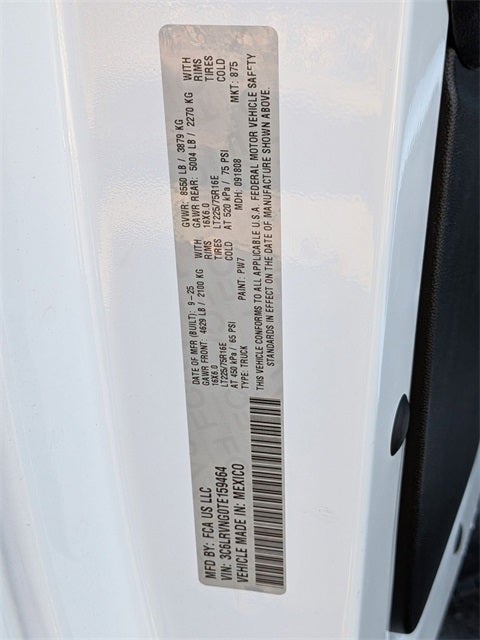 MFD BY: FCA US LLC
VIN: 3C6LRVNG0TE159464
VEHICLE MADE IN: MEXICO
DATE OF MFR (BUILT): 9-25 GVWR: 8550 LB / 3879 KG
GAWR FRONT: 4629 LB / 2100 KG WITH GAWR REAR: 5004 LB / 2270 KG WITH
16X6.0 RIMS 16X6.0 RIMS
LT225/75R16E TIRES LT225/75R16E TIRES
AT 450 kPa / 65 PSI COLD AT 520 kPa / 75 PSI COLD
TYPE: TRUCK PAINT: PW7 MDH: 091808 MKT: 875
THIS VEHICLE CONFORMS TO ALL APPLICABLE U.S.A. FEDERAL MOTOR VEHICLE SAFETY
STANDARDS IN EFFECT ON THE DATE OF MANUFACTURE SHOWN ABOVE.